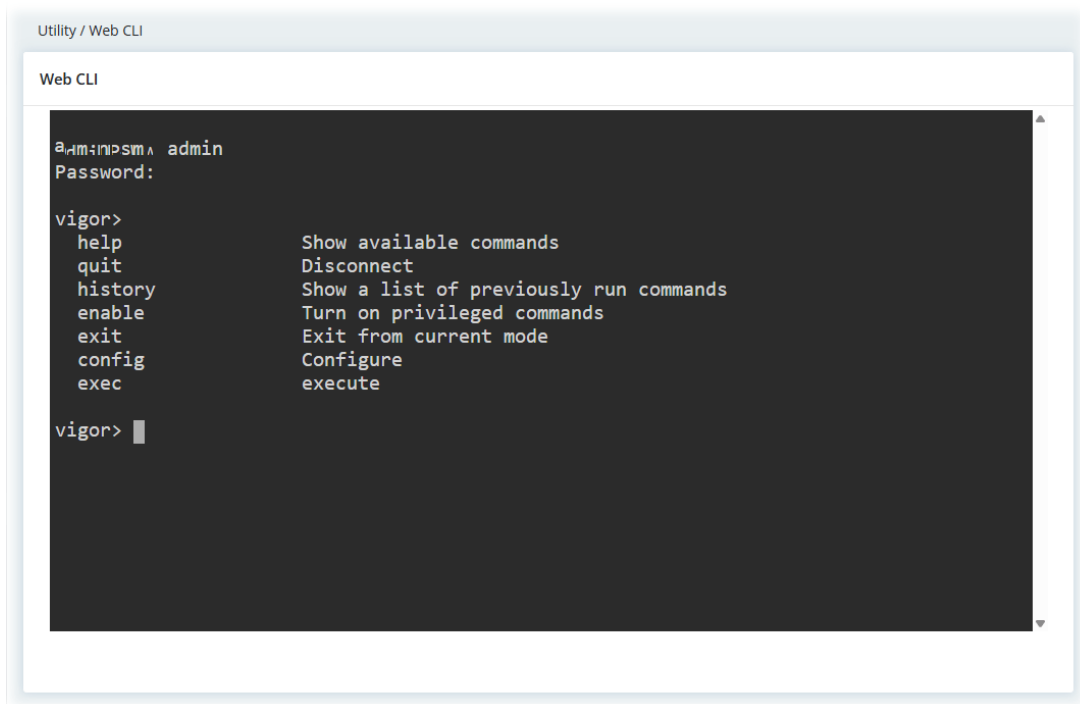 Utility / Web CLI
Web CLI
admin
Password:
vigor>
help Show available commands
quit Disconnect
history Show a list of previously run commands
enable Turn on privileged commands
exit Exit from current mode
config Configure
exec execute
vigor>